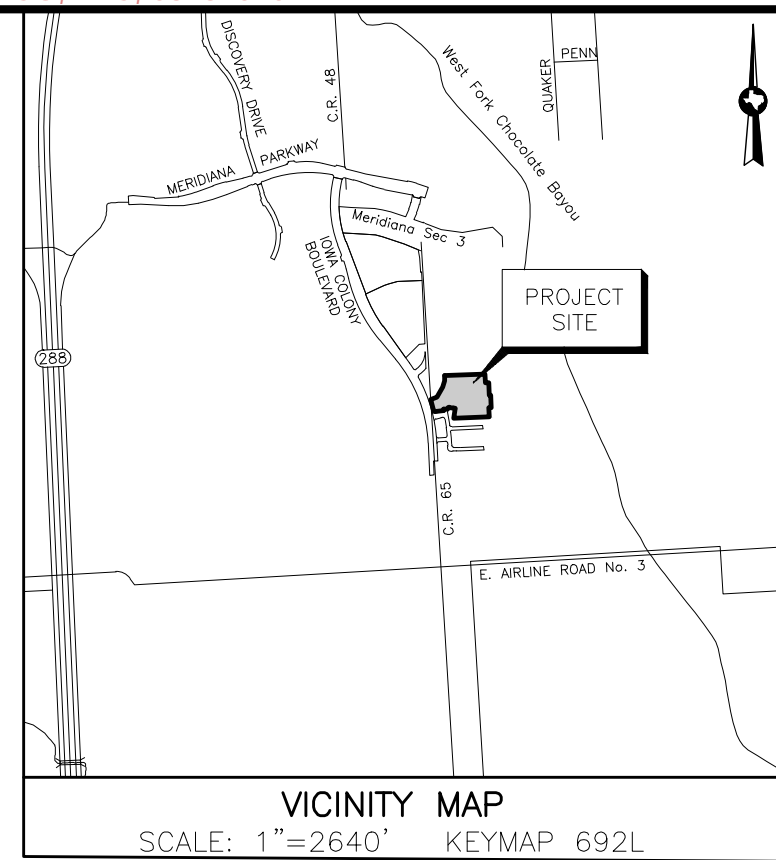 DISCOVERY DRIVE
C.R. 48
West Fork Chocolate Bayou
QUAKER
PENN
MERIDIANA PARKWAY
Meridiana Sec 3
IOWA COLONY
BOULEVARD
PROJECT
SITE
288
C.R. 65
E. AIRLINE ROAD No. 3
VICINITY MAP
SCALE: 1"=2640' KEYMAP 692L